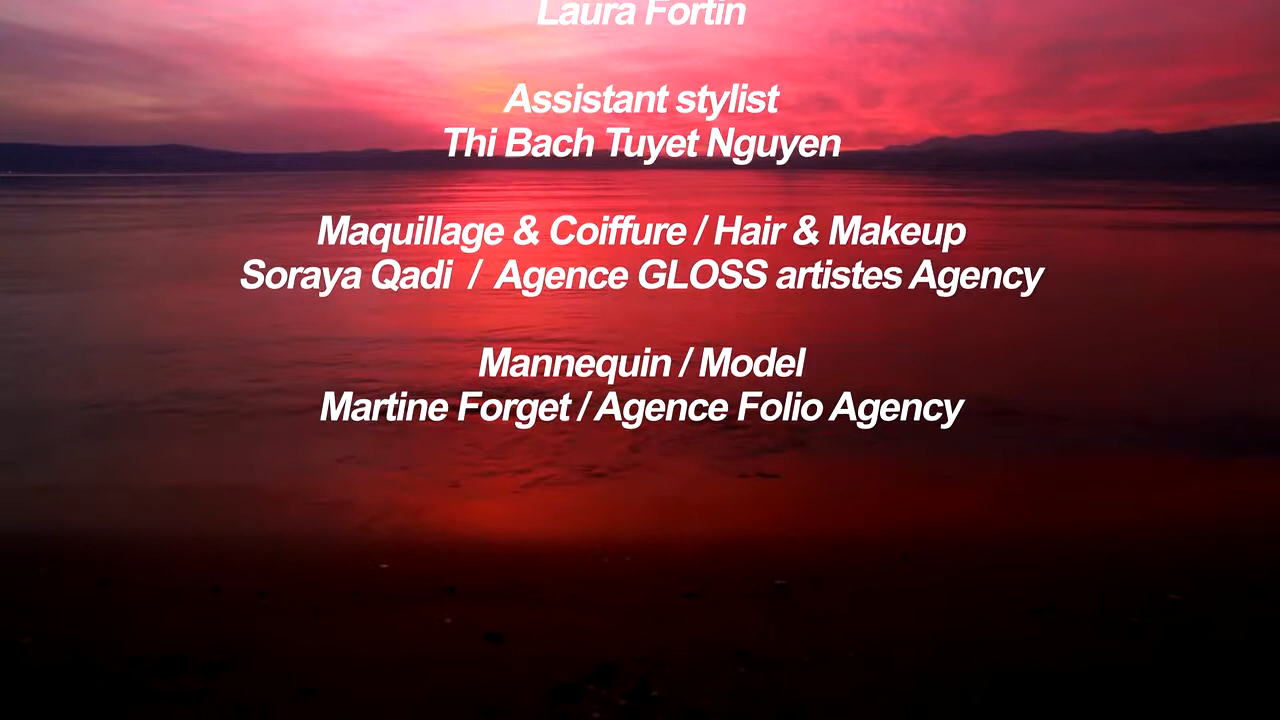 Laura Fortin
Assistant stylist
Thi Bach Tuyet Nguyen
Maquillage & Coiffure / Hair & Makeup
Soraya Qadi / Agence GLOSS artistes Agency
Mannequin / Model
Martine Forget / Agence Folio Agency